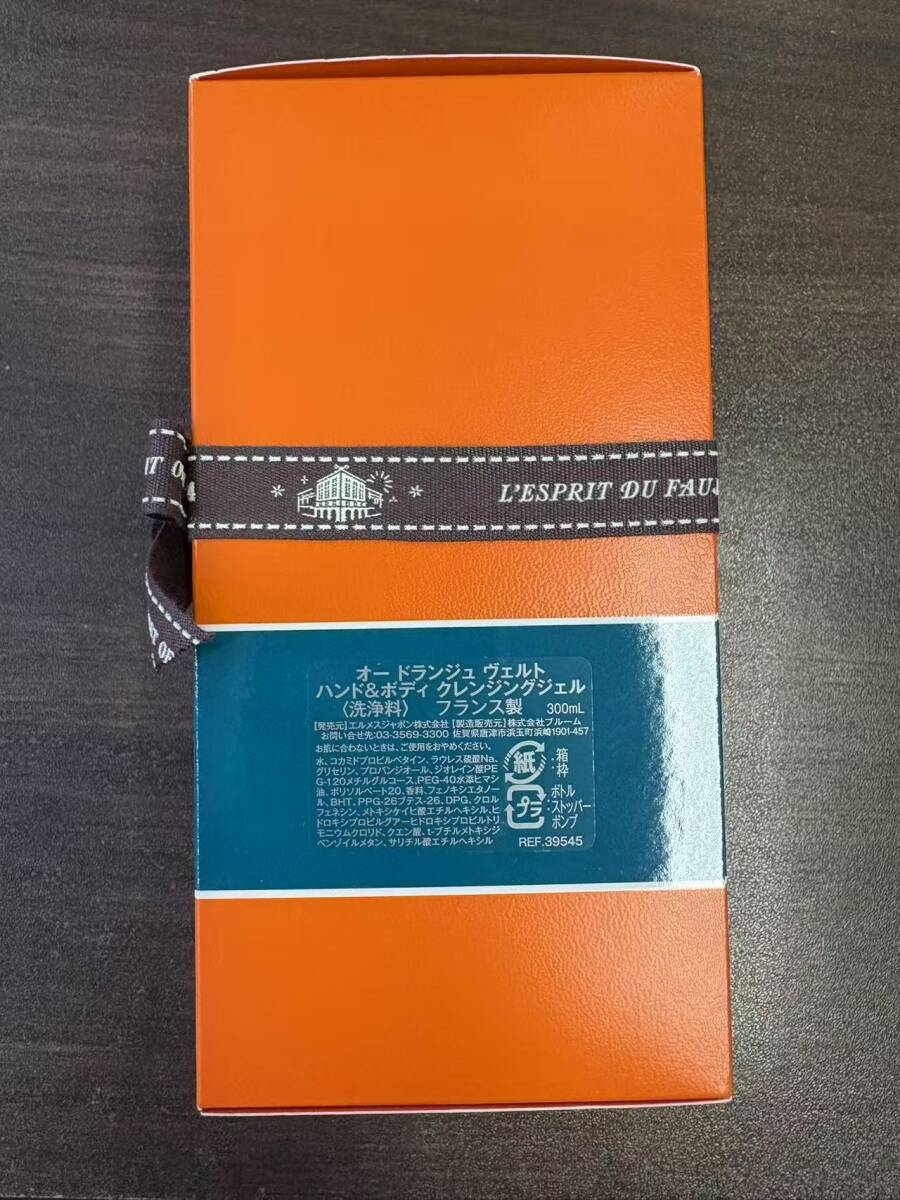 NT O
L'ESPRIT DU FAU
NT OF
オー ドランジュ ヴェルト
ハンド&ボディ クレンジングジェル
〈洗浄料〉 フランス製 300mL
【発売元】エルメスジャポン株式会社 【製造販売元】株式会社ブルーム
お問い合せ先:03-3569-3300 佐賀県唐津市浜玉町浜崎1901-457
お肌に合わないときは、ご使用をおやめください。
水、コカミドプロピルベタイン、ラウレス硫酸Na、
グリセリン、プロパンジオール、ジオレイン酸PE
G-120メチルグルコース、PEG-40水添ヒマシ
油、ポリソルベート20、香料、フェノキシエタノ
ール、BHT、PPG-26ブテス-26、DPG、クロル
フェネシン、メトキシケイヒ酸エチルヘキシル、ヒ
ドロキシプロピルグアーヒドロキシプロピルトリ
モニウムクロリド、クエン酸、t-ブチルメトキシジ
ベンゾイルメタン、サリチル酸エチルヘキシル
紙
:箱
・枠
プラ
:ボトル
:ストッパー
ポンプ
REF.39545